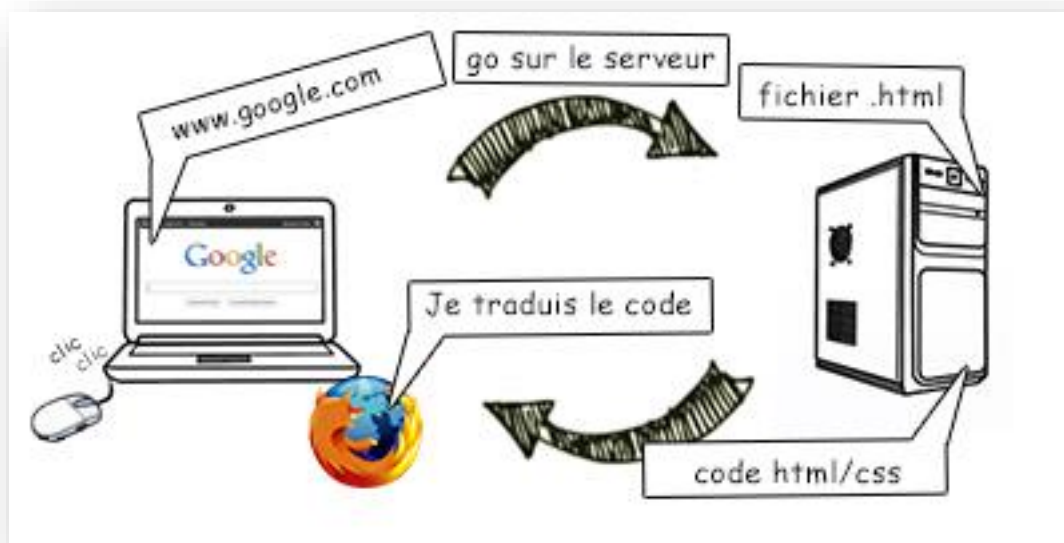 www.google.com
go sur le serveur
fichier .html
Google
Je traduis le code
clic
clic
code html/css